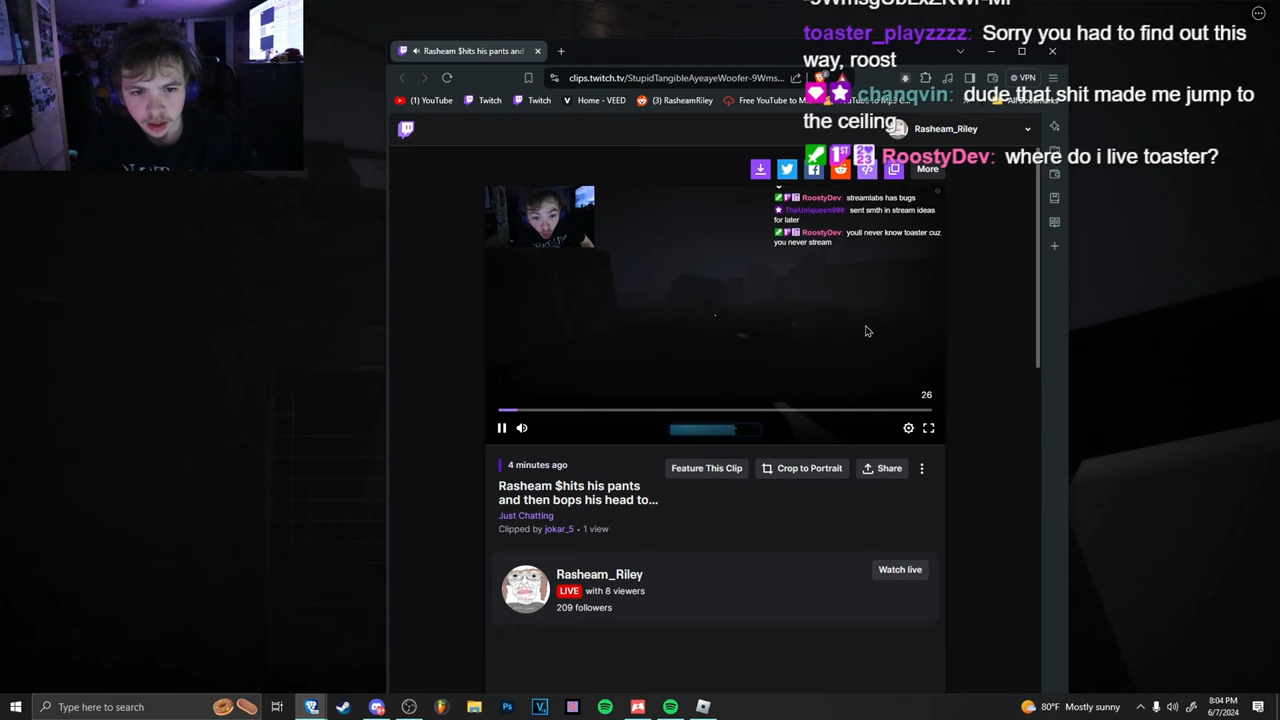 toaster_playzzzz: Sorry you had to find out this
way, roost
chanqvin: dude that shit made me jump to
the ceiling
RoostyDev: where do i live toaster?
Rasheam $hits his pants and
clips.twitch.tv/StupidTangibleAyeayeWoofer-9Wms...
VPN
(1) YouTube
Twitch
Twitch
Home - VEED
(3) RasheamRiley
Rasheam_Riley
More
RoostyDev: streamlabs has bugs
TheUniqueen999: sent smth in stream ideas
for later
RoostyDev: youll never know toaster cuz
you never stream
26
4 minutes ago
Feature This Clip
Crop to Portrait
Share
Rasheam $hits his pants
and then bops his head to...
Just Chatting
Clipped by jokar_5 • 1 view
Rasheam_Riley
Watch live
LIVE with 8 viewers
209 followers
Type here to search
80°F Mostly sunny
8:04 PM
6/7/2024